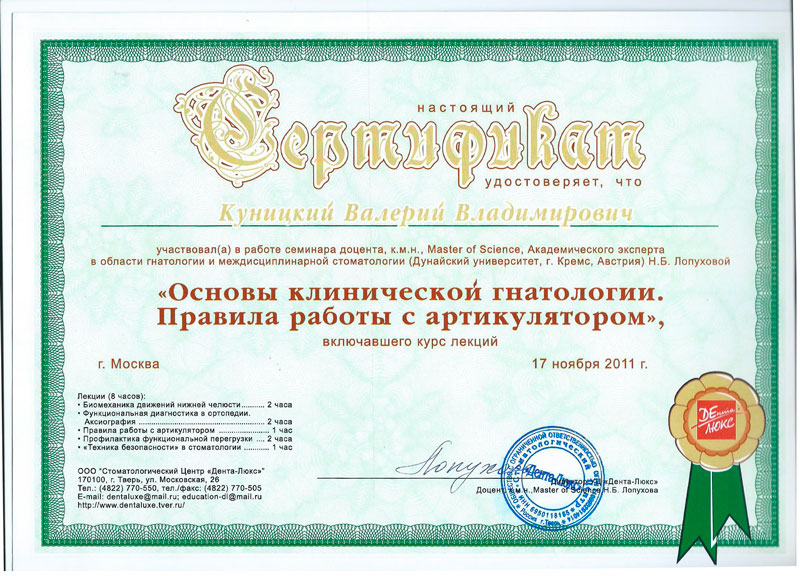 настоящий
Сертификат
удостоверяет, что
Куницкий Валерий Владимирович
участвовал(а) в работе семинара доцента, к.м.н., Master of Science, Академического эксперта
в области гнатологии и междисциплинарной стоматологии (Дунайский университет, г. Кремс, Австрия) Н.Б. Лопуховой
«Основы клинической гнатологии.
Правила работы с артикулятором»,
включавшего курс лекций
г. Москва
17 ноября 2011 г.
Лекции (8 часов):
• Биомеханика движений нижней челюсти........... 2 часа
• Функциональная диагностика в ортопедии.
Аксиография ............................................ 2 часа
• Правила работы с артикулятором .................. 1 час
• Профилактика функциональной перегрузки .... 2 часа
• «Техника безопасности» в стоматологии .......... 1 час
ООО "Стоматологический Центр «Дента-Люкс»"
170100, г. Тверь, ул. Московская, 26
Тел.: (4822) 770-550, тел./факс: (4822) 770-505
E-mail: dentaluxe@mail.ru; education-dl@mail.ru
http://www.dentaluxe.tver.ru/
ДЕнта
ЛЮКС
Лопухова
«Дента-Люкс»
Доцент, к.м.н., Master of Science Н.Б. Лопухова
Стоматологический
Дента-Люкс